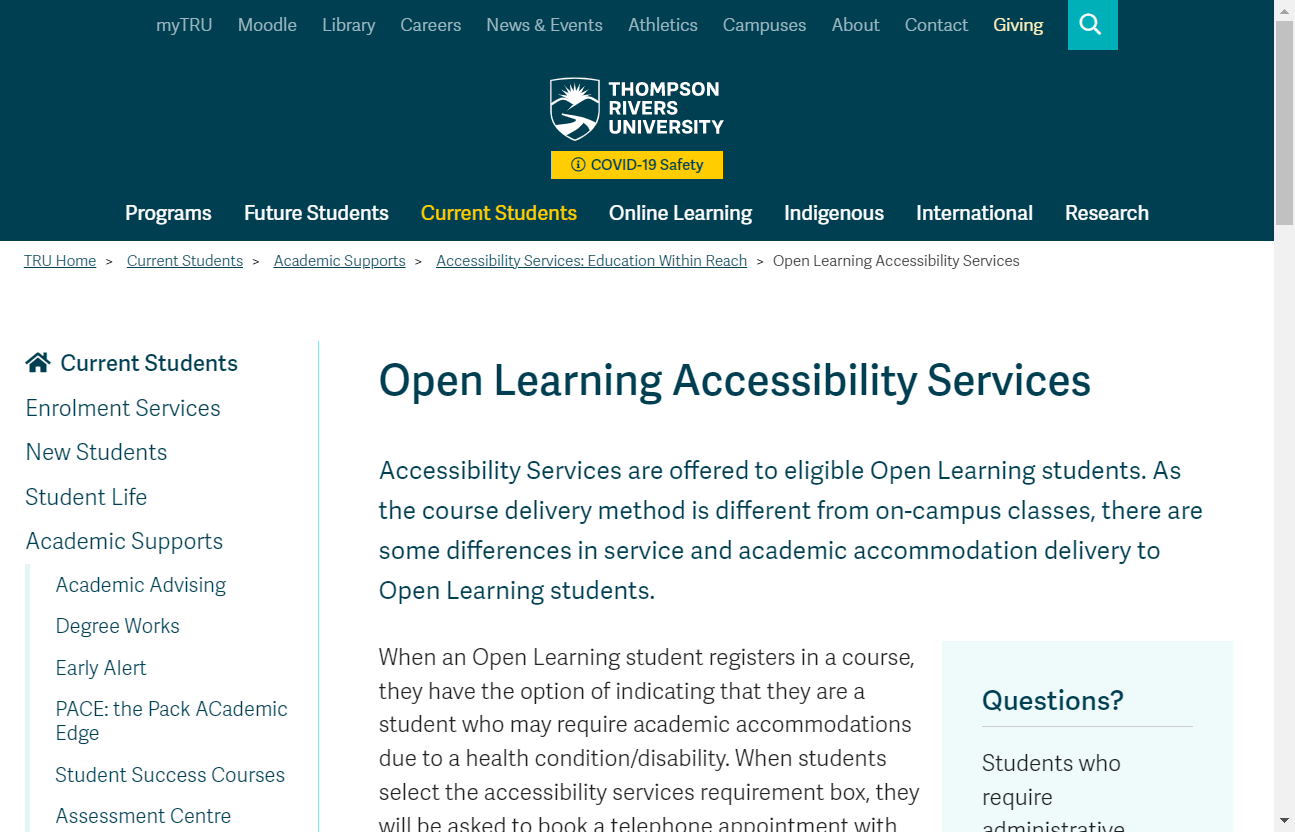 myTRU Moodle Library Careers News & Events Athletics Campuses About Contact Giving
THOMPSON
RIVERS
UNIVERSITY
COVID-19 Safety
Programs Future Students Current Students Online Learning Indigenous International Research
TRU Home > Current Students > Academic Supports > Accessibility Services: Education Within Reach > Open Learning Accessibility Services
Current Students
Enrolment Services
New Students
Student Life
Academic Supports
Academic Advising
Degree Works
Early Alert
PACE: the Pack ACademic
Edge
Student Success Courses
Assessment Centre
Open Learning Accessibility Services
Accessibility Services are offered to eligible Open Learning students. As
the course delivery method is different from on-campus classes, there are
some differences in service and academic accommodation delivery to
Open Learning students.
When an Open Learning student registers in a course,
they have the option of indicating that they are a
student who may require academic accommodations
due to a health condition/disability. When students
select the accessibility services requirement box, they
will be asked to book a telephone appointment with
Questions?
Students who
require
administrative